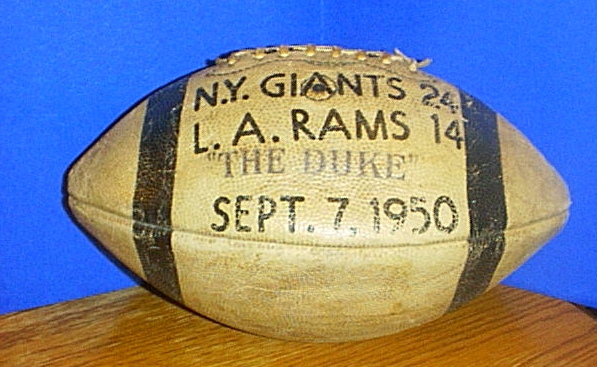 N.Y. GIANTS 24
L. A. RAMS 14
"THE DUKE"
SEPT. 7, 1950